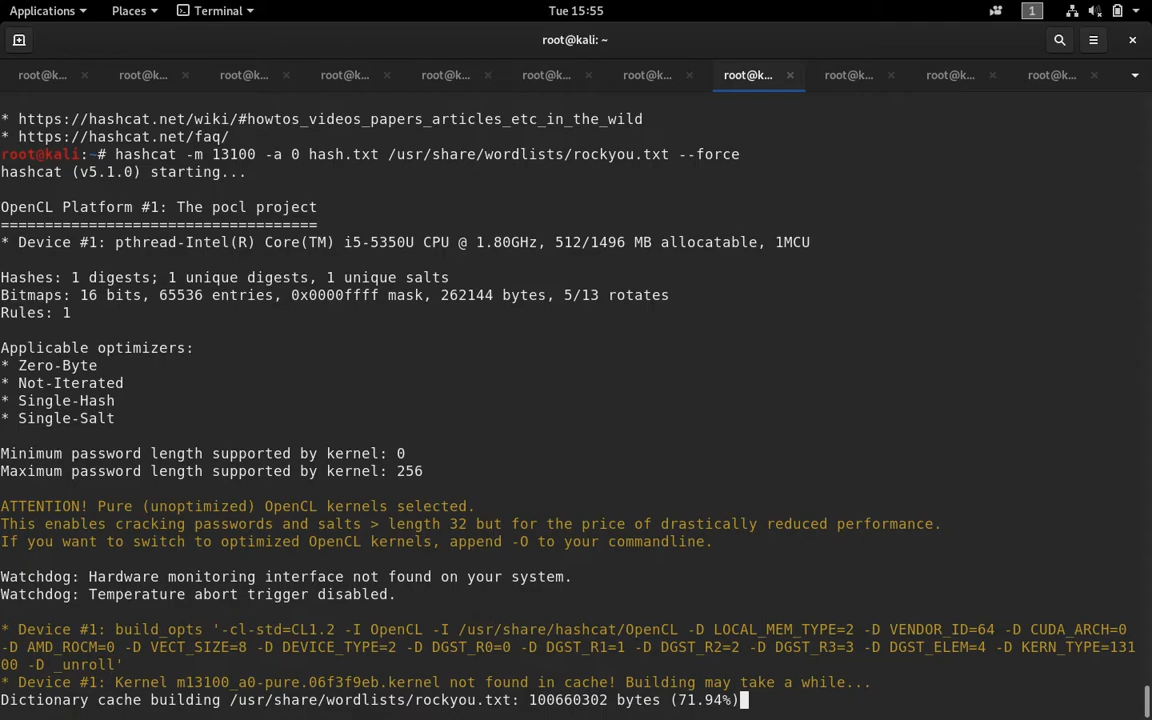 Applications Places Terminal Tue 15:55 1
root@kali: ~
root@k... root@k... root@k... root@k... root@k... root@k... root@k... root@k... root@k... root@k... root@k...
* https://hashcat.net/wiki/#howtos_videos_papers_articles_etc_in_the_wild
* https://hashcat.net/faq/
root@kali:~# hashcat -m 13100 -a 0 hash.txt /usr/share/wordlists/rockyou.txt --force
hashcat (v5.1.0) starting...
OpenCL Platform #1: The pocl project
====================================
* Device #1: pthread-Intel(R) Core(TM) i5-5350U CPU @ 1.80GHz, 512/1496 MB allocatable, 1MCU
Hashes: 1 digests; 1 unique digests, 1 unique salts
Bitmaps: 16 bits, 65536 entries, 0x0000ffff mask, 262144 bytes, 5/13 rotates
Rules: 1
Applicable optimizers:
* Zero-Byte
* Not-Iterated
* Single-Hash
* Single-Salt
Minimum password length supported by kernel: 0
Maximum password length supported by kernel: 256
ATTENTION! Pure (unoptimized) OpenCL kernels selected.
This enables cracking passwords and salts > length 32 but for the price of drastically reduced performance.
If you want to switch to optimized OpenCL kernels, append -O to your commandline.
Watchdog: Hardware monitoring interface not found on your system.
Watchdog: Temperature abort trigger disabled.
* Device #1: build_opts '-cl-std=CL1.2 -I OpenCL -I /usr/share/hashcat/OpenCL -D LOCAL_MEM_TYPE=2 -D VENDOR_ID=64 -D CUDA_ARCH=0
-D AMD_ROCM=0 -D VECT_SIZE=8 -D DEVICE_TYPE=2 -D DGST_R0=0 -D DGST_R1=1 -D DGST_R2=2 -D DGST_R3=3 -D DGST_ELEM=4 -D KERN_TYPE=131
00 -D _unroll'
* Device #1: Kernel m13100_a0-pure.06f3f9eb.kernel not found in cache! Building may take a while...
Dictionary cache building /usr/share/wordlists/rockyou.txt: 100660302 bytes (71.94%)